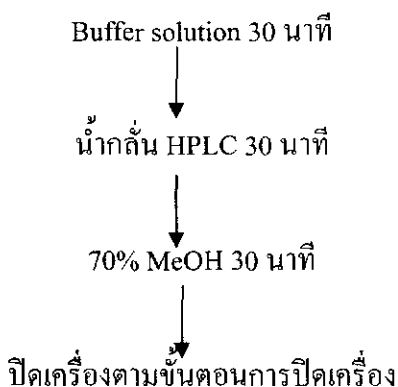 Buffer solution 30 นาที
น้ำกลั่น HPLC 30 นาที
70% MeOH 30 นาที
ปิดเครื่องตามขั้นตอนการปิดเครื่อง